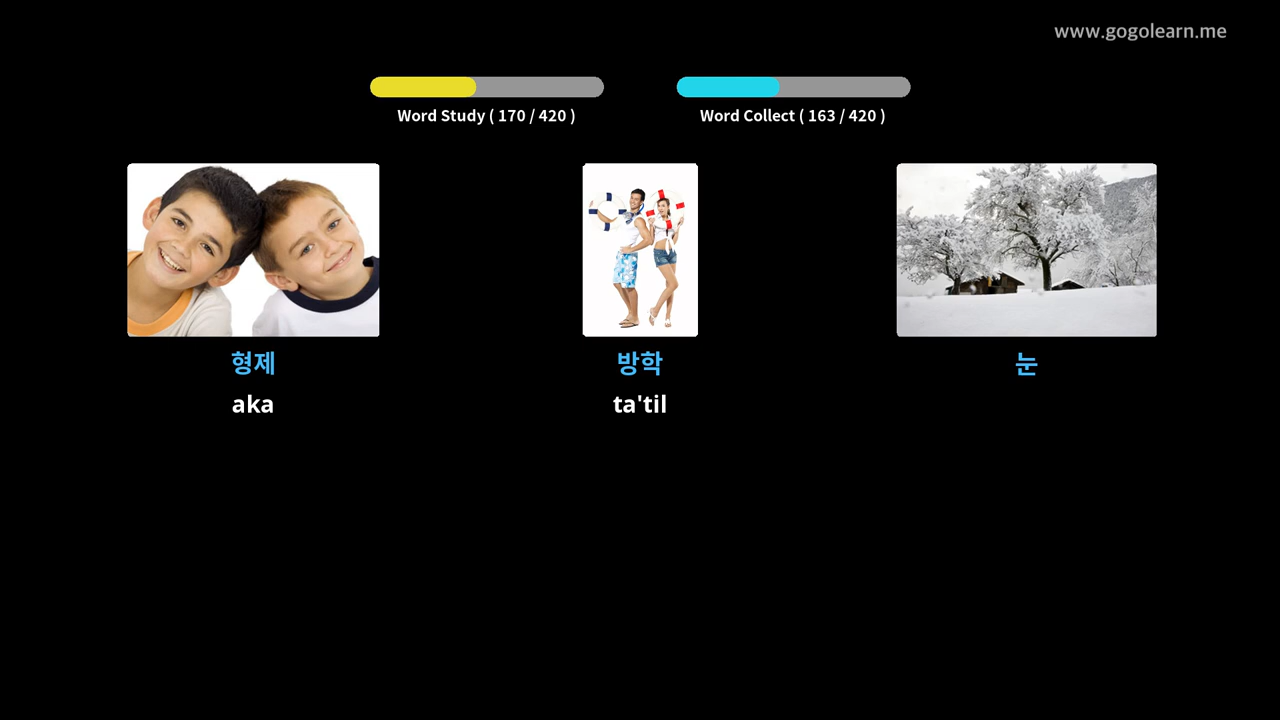 www.gogolearn.me
Word Study ( 170 / 420 )
Word Collect ( 163 / 420 )
형제
방학
눈
aka
ta'til